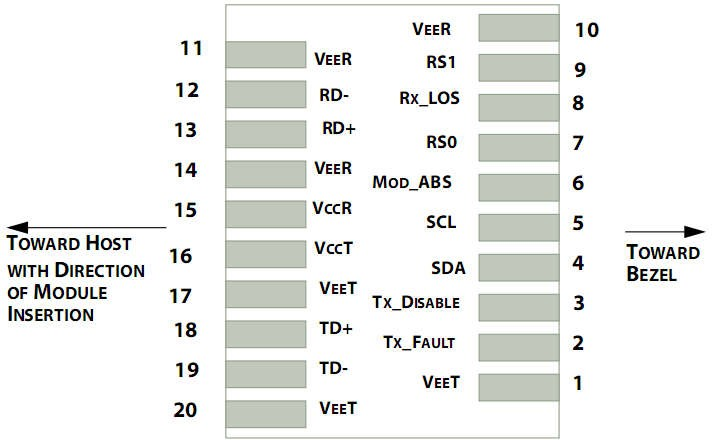 11 VEER
12 RD-
13 RD+
14 VEER
15 VCCR
16 VCCT
17 VEET
18 TD+
19 TD-
20 VEET
VEER 10
RS1 9
RX_LOS 8
RS0 7
MOD_ABS 6
SCL 5
SDA 4
TX_DISABLE 3
TX_FAULT 2
VEET 1
TOWARD HOST
WITH DIRECTION
OF MODULE
INSERTION
TOWARD
BEZEL